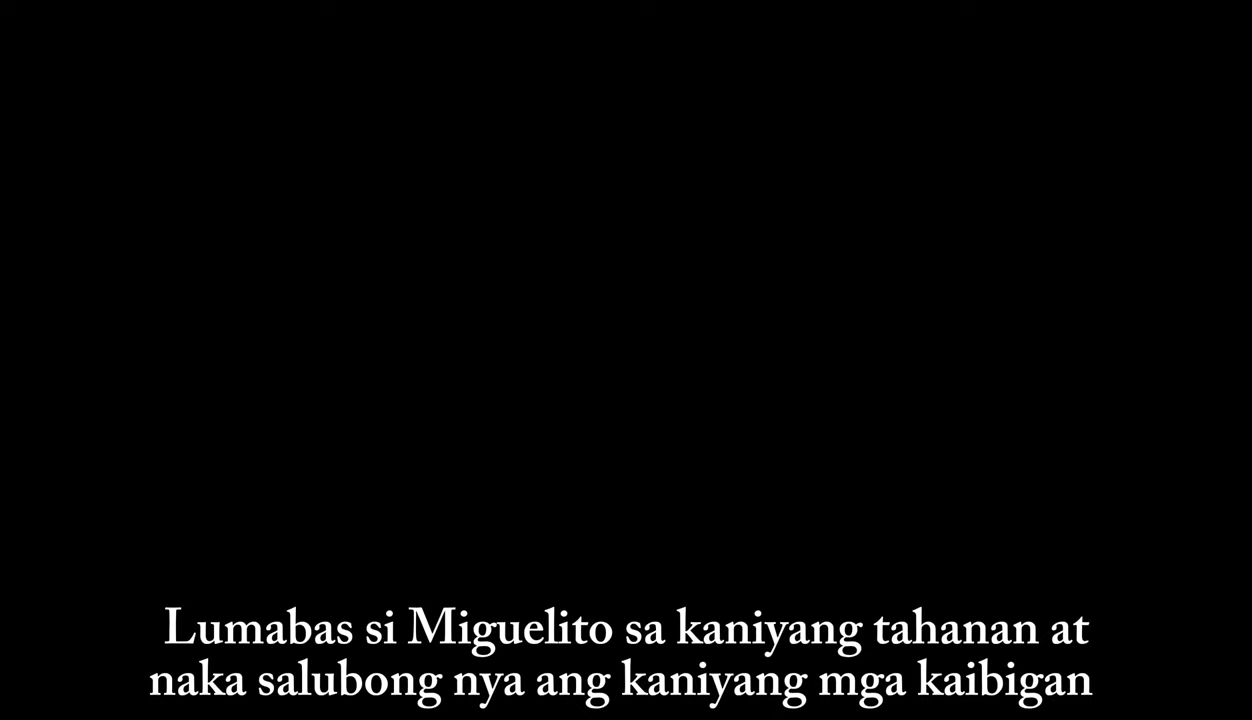 Lumabas si Miguelito sa kaniyang tahanan at
naka salubong nya ang kaniyang mga kaibigan